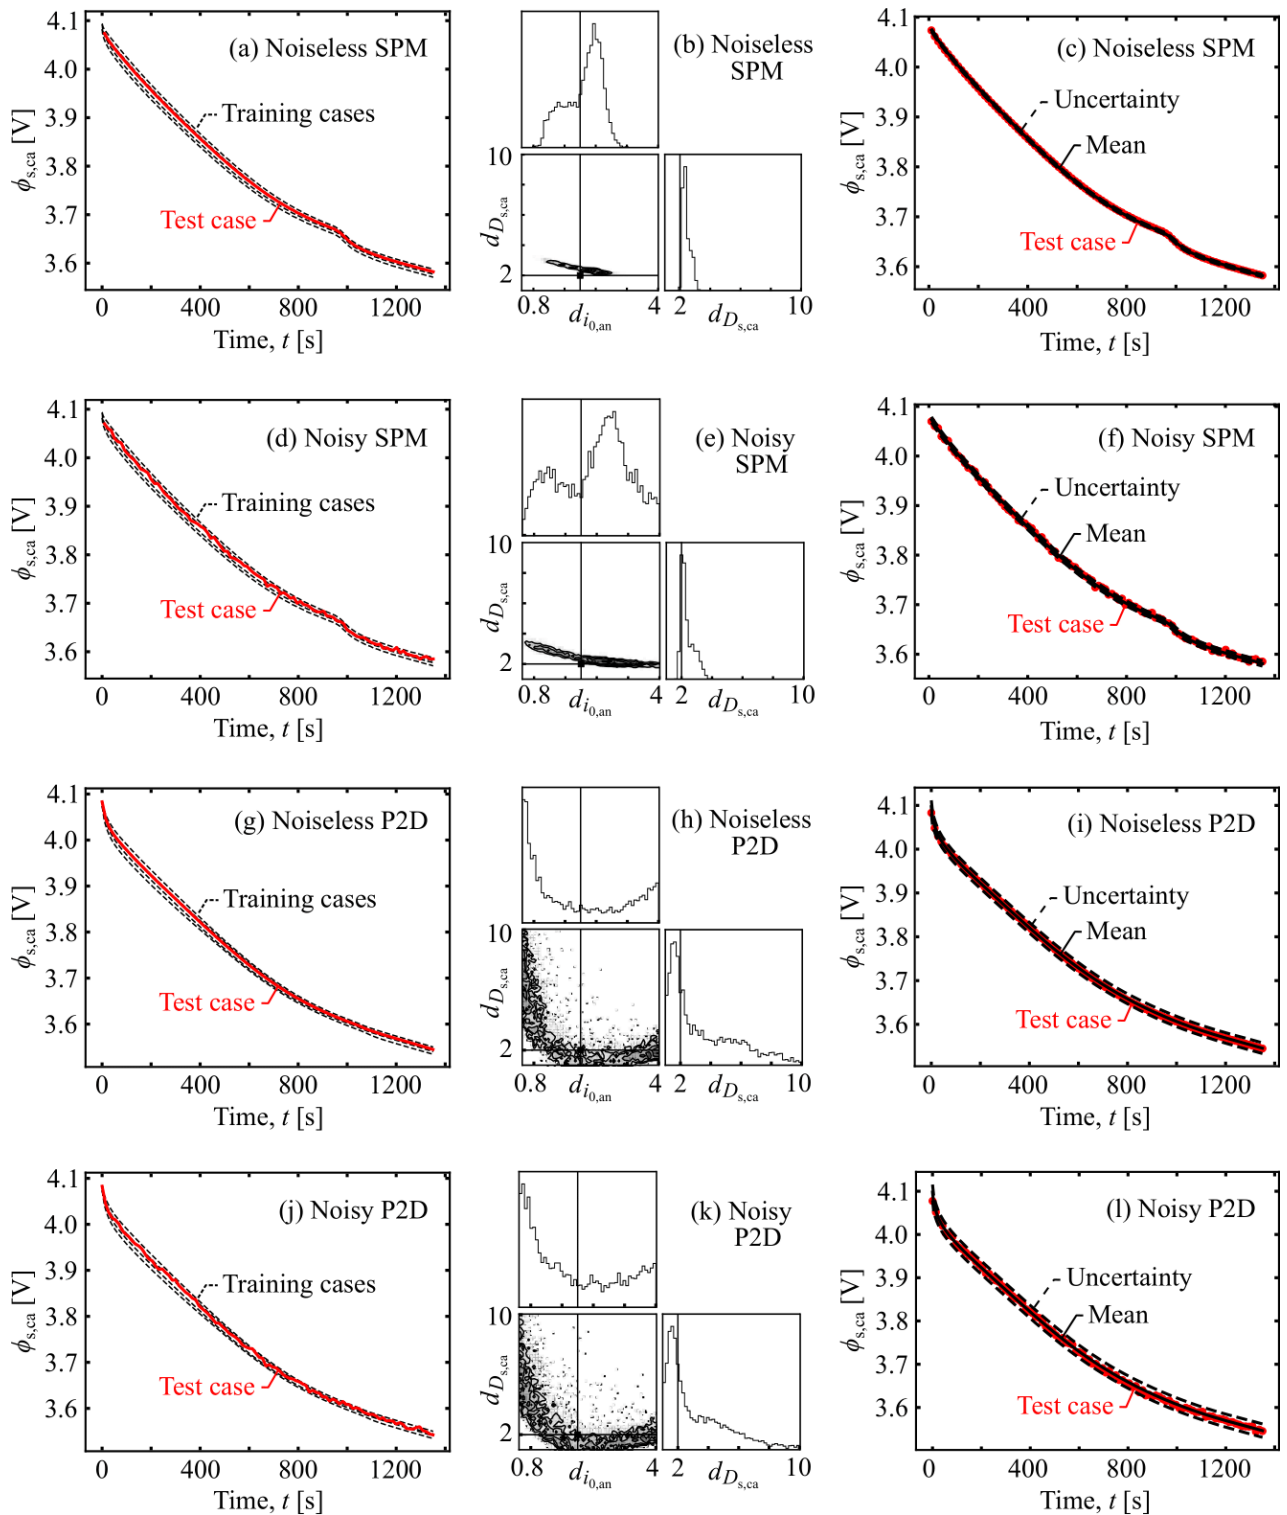 (a) Noiseless SPM
4.1
4.0
3.9
3.8
3.7
3.6
ϕs,ca [V]
Training cases
Test case
0 400 800 1200
Time, t [s]
(b) Noiseless
SPM
10
2
dDs,ca
0.8 4
di0,an
2 10
dDs,ca
(c) Noiseless SPM
4.1
4.0
3.9
3.8
3.7
3.6
ϕs,ca [V]
Uncertainty
Mean
Test case
0 400 800 1200
Time, t [s]
(d) Noisy SPM
4.1
4.0
3.9
3.8
3.7
3.6
ϕs,ca [V]
Training cases
Test case
0 400 800 1200
Time, t [s]
(e) Noisy
SPM
10
2
dDs,ca
0.8 4
di0,an
2 10
dDs,ca
(f) Noisy SPM
4.1
4.0
3.9
3.8
3.7
3.6
ϕs,ca [V]
Uncertainty
Mean
Test case
0 400 800 1200
Time, t [s]
(g) Noiseless P2D
4.1
4.0
3.9
3.8
3.7
3.6
ϕs,ca [V]
Training cases
Test case
0 400 800 1200
Time, t [s]
(h) Noiseless
P2D
10
2
dDs,ca
0.8 4
di0,an
2 10
dDs,ca
(i) Noiseless P2D
4.1
4.0
3.9
3.8
3.7
3.6
ϕs,ca [V]
Uncertainty
Mean
Test case
0 400 800 1200
Time, t [s]
(j) Noisy P2D
4.1
4.0
3.9
3.8
3.7
3.6
ϕs,ca [V]
Training cases
Test case
0 400 800 1200
Time, t [s]
(k) Noisy
P2D
10
2
dDs,ca
0.8 4
di0,an
2 10
dDs,ca
(l) Noisy P2D
4.1
4.0
3.9
3.8
3.7
3.6
ϕs,ca [V]
Uncertainty
Mean
Test case
0 400 800 1200
Time, t [s]